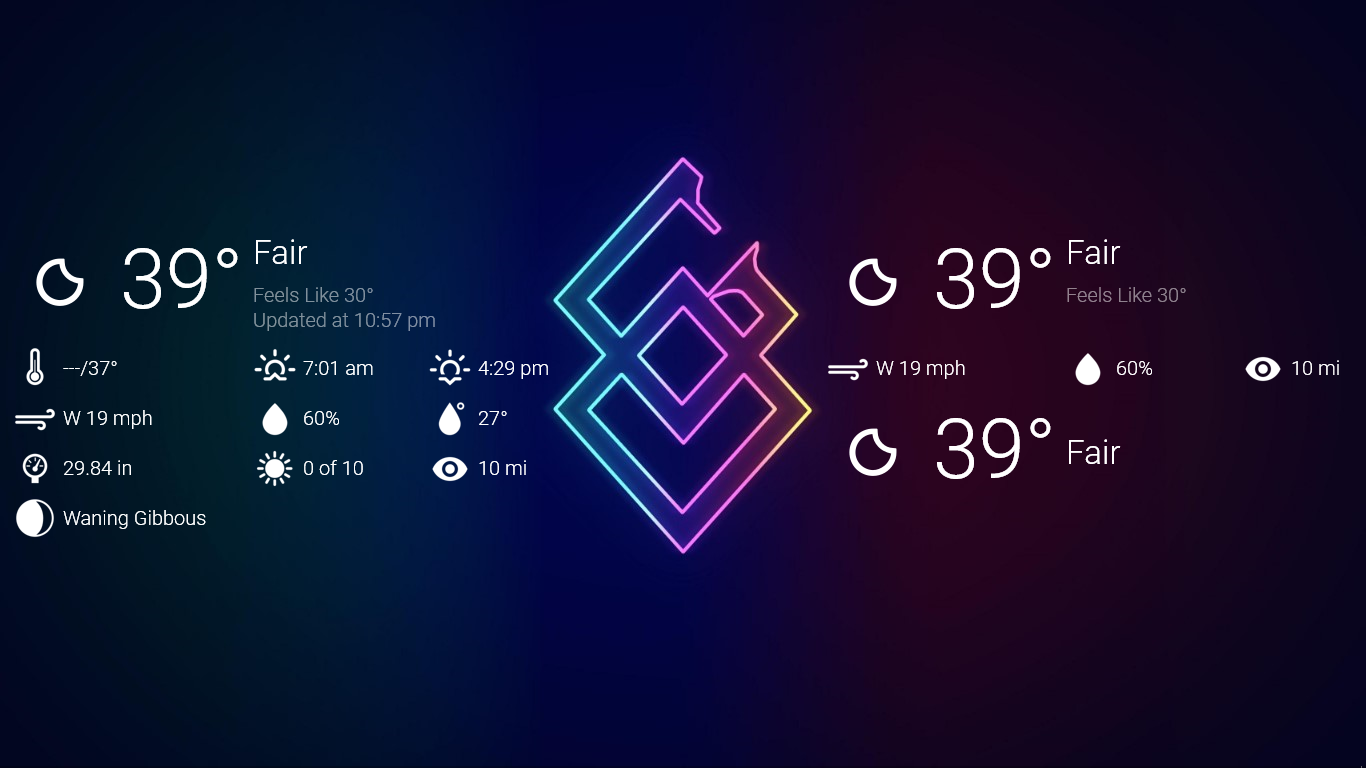 39°
Fair
Feels Like 30°
Updated at 10:57 pm
---/37°
7:01 am
4:29 pm
W 19 mph
60%
27°
29.84 in
0 of 10
10 mi
Waning Gibbous
39°
Fair
Feels Like 30°
W 19 mph
60%
10 mi
39°
Fair